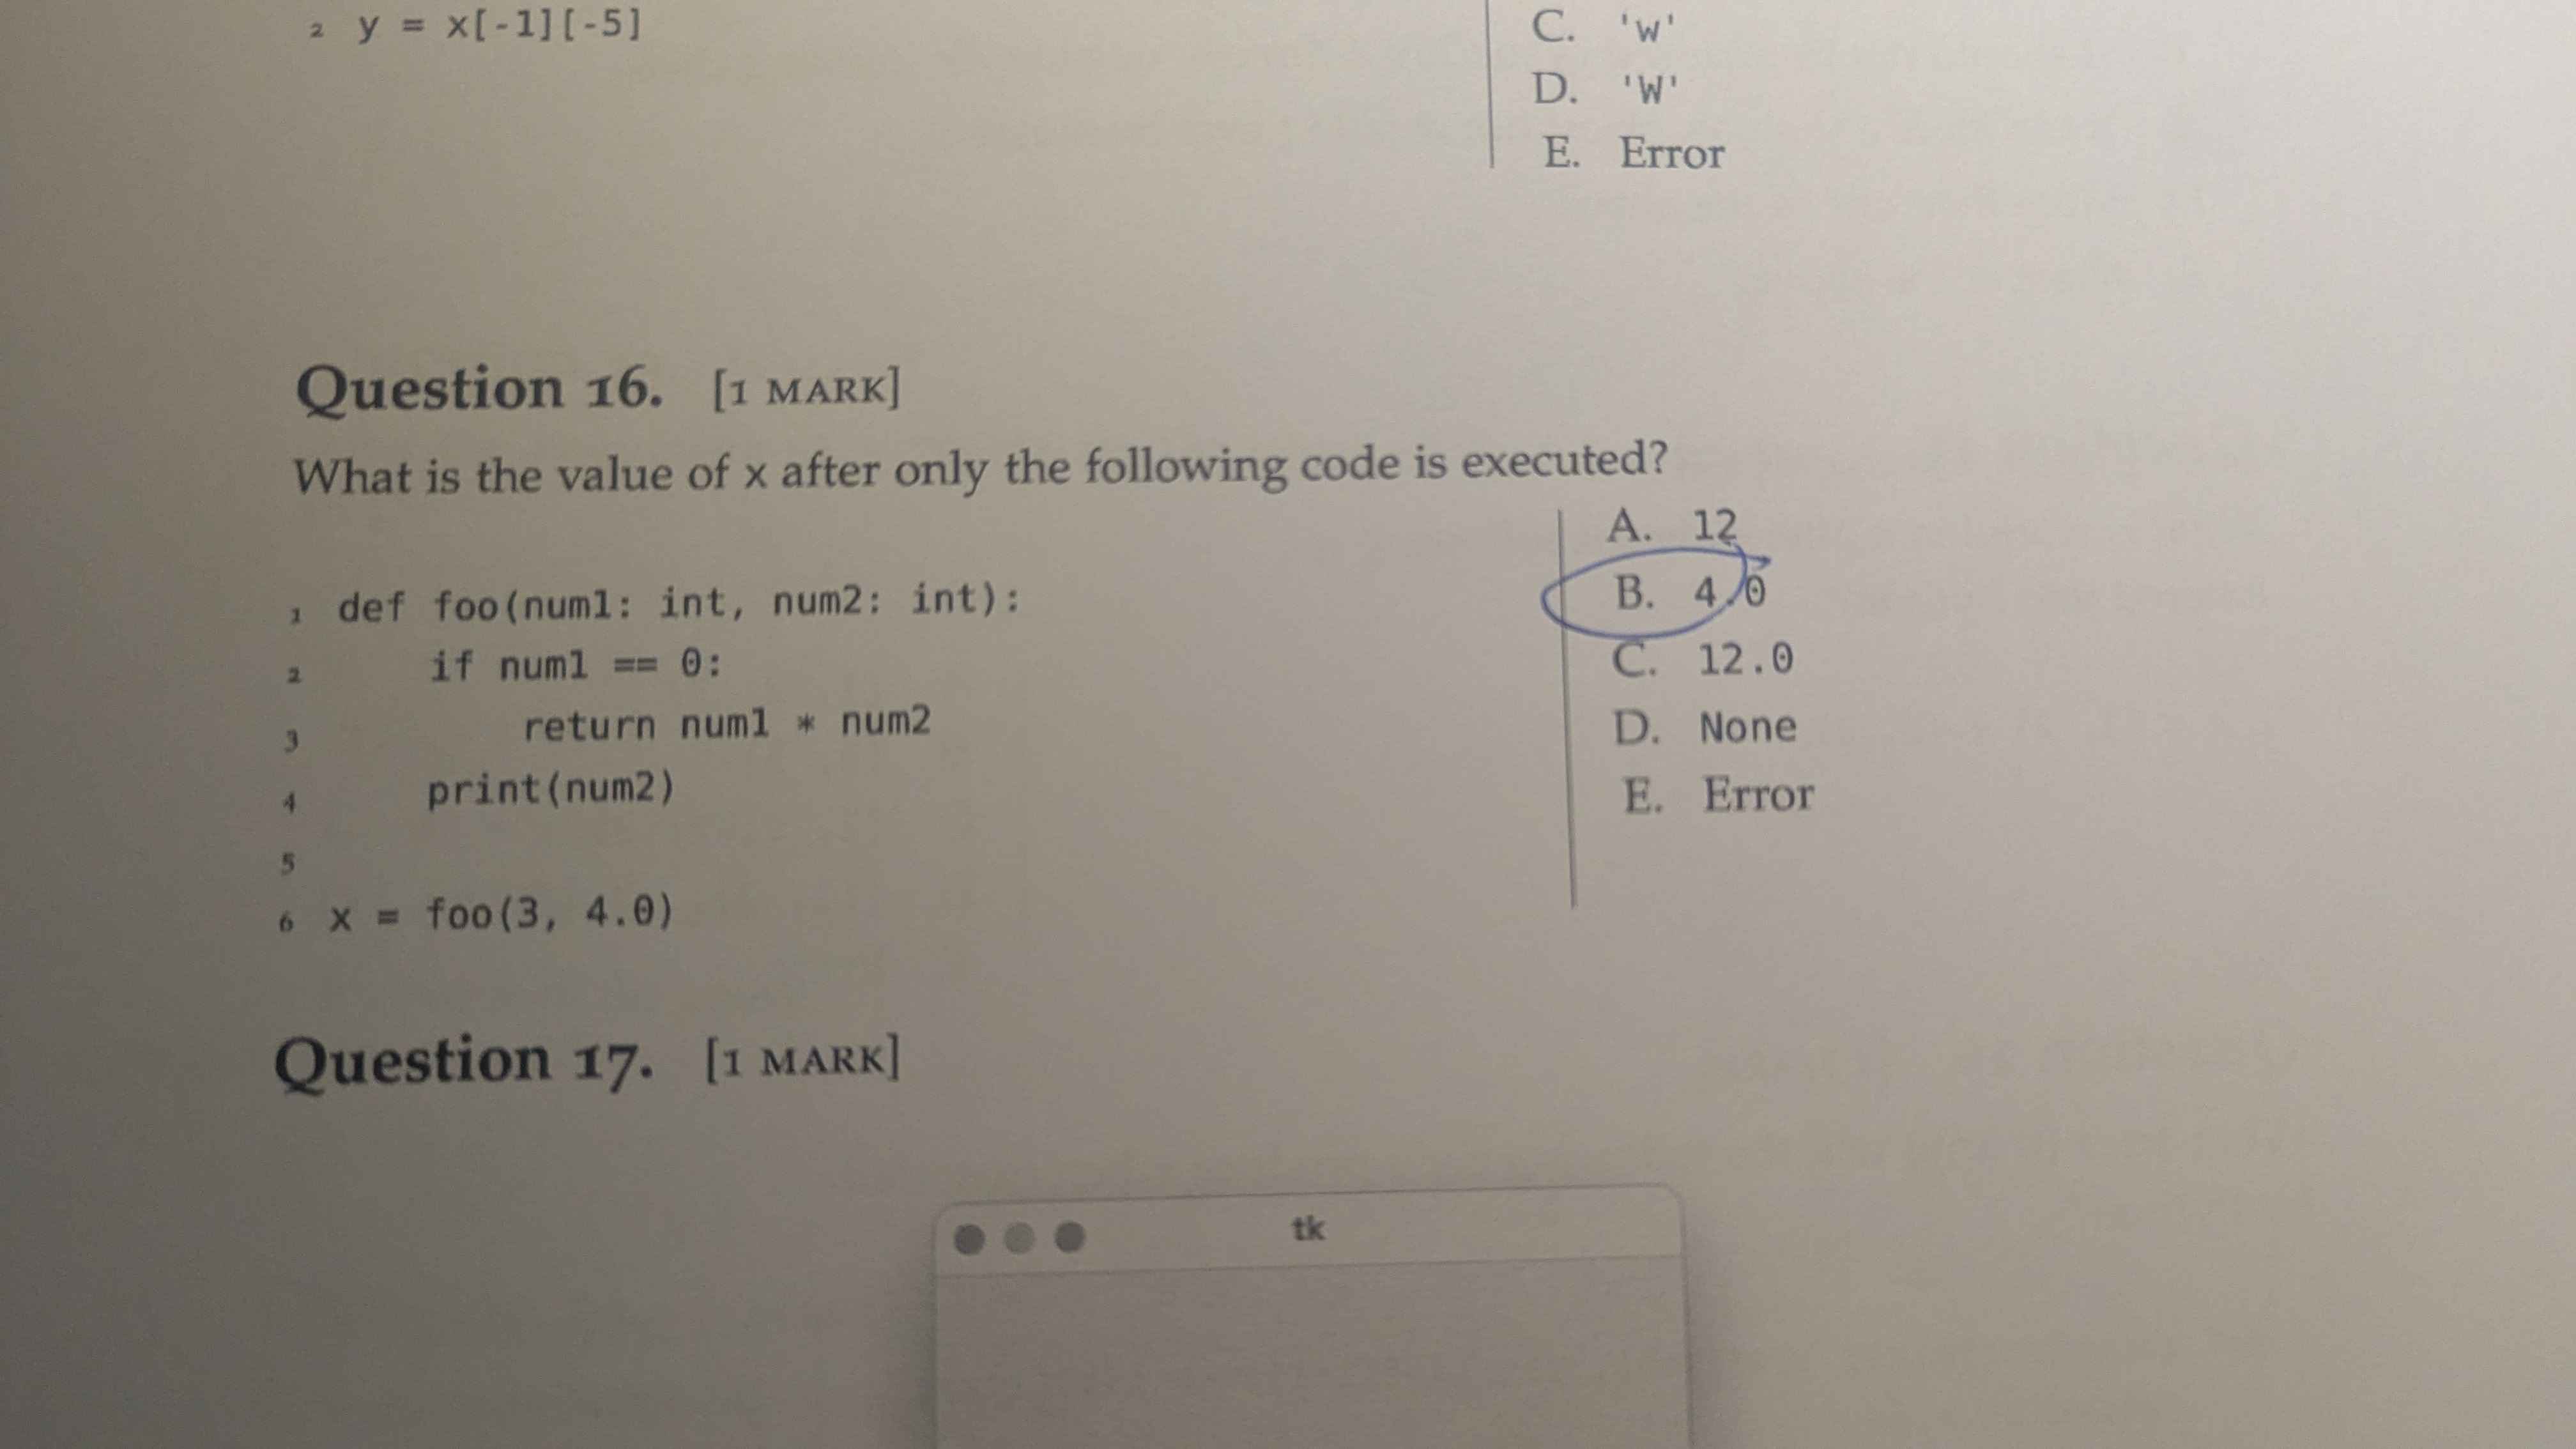 2 y = x[-1][-5]
C. 'w'
D. 'W'
E. Error
Question 16. [1 MARK]
What is the value of x after only the following code is executed?
1 def foo(num1: int, num2: int):
2 if num1 == 0:
3 return num1 * num2
4 print(num2)
5
6 x = foo(3, 4.0)
A. 12
B. 4.0
C. 12.0
D. None
E. Error
Question 17. [1 MARK]
tk